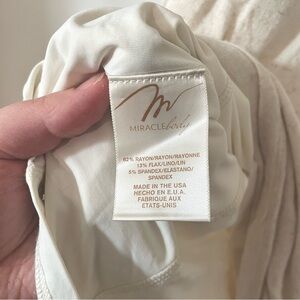 MIRACLEbody
82% RAYON/RAYON/RAYONNE
13% FLAX/LINO/LIN
5% SPANDEX/ELASTANO/
SPANDEX
MADE IN THE USA
HECHO EN E.U.A.
FABRIQUE AUX
ETATS-UNIS